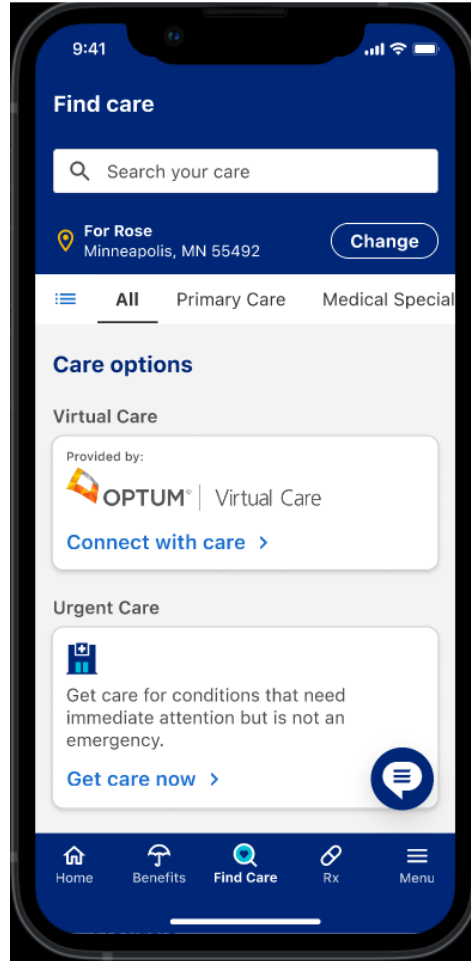 9:41
Find care
Search your care
For Rose
Minneapolis, MN 55492
Change
All Primary Care Medical Special
Care options
Virtual Care
Provided by:
OPTUM® | Virtual Care
Connect with care >
Urgent Care
Get care for conditions that need
immediate attention but is not an
emergency.
Get care now >
Home Benefits Find Care Rx Menu